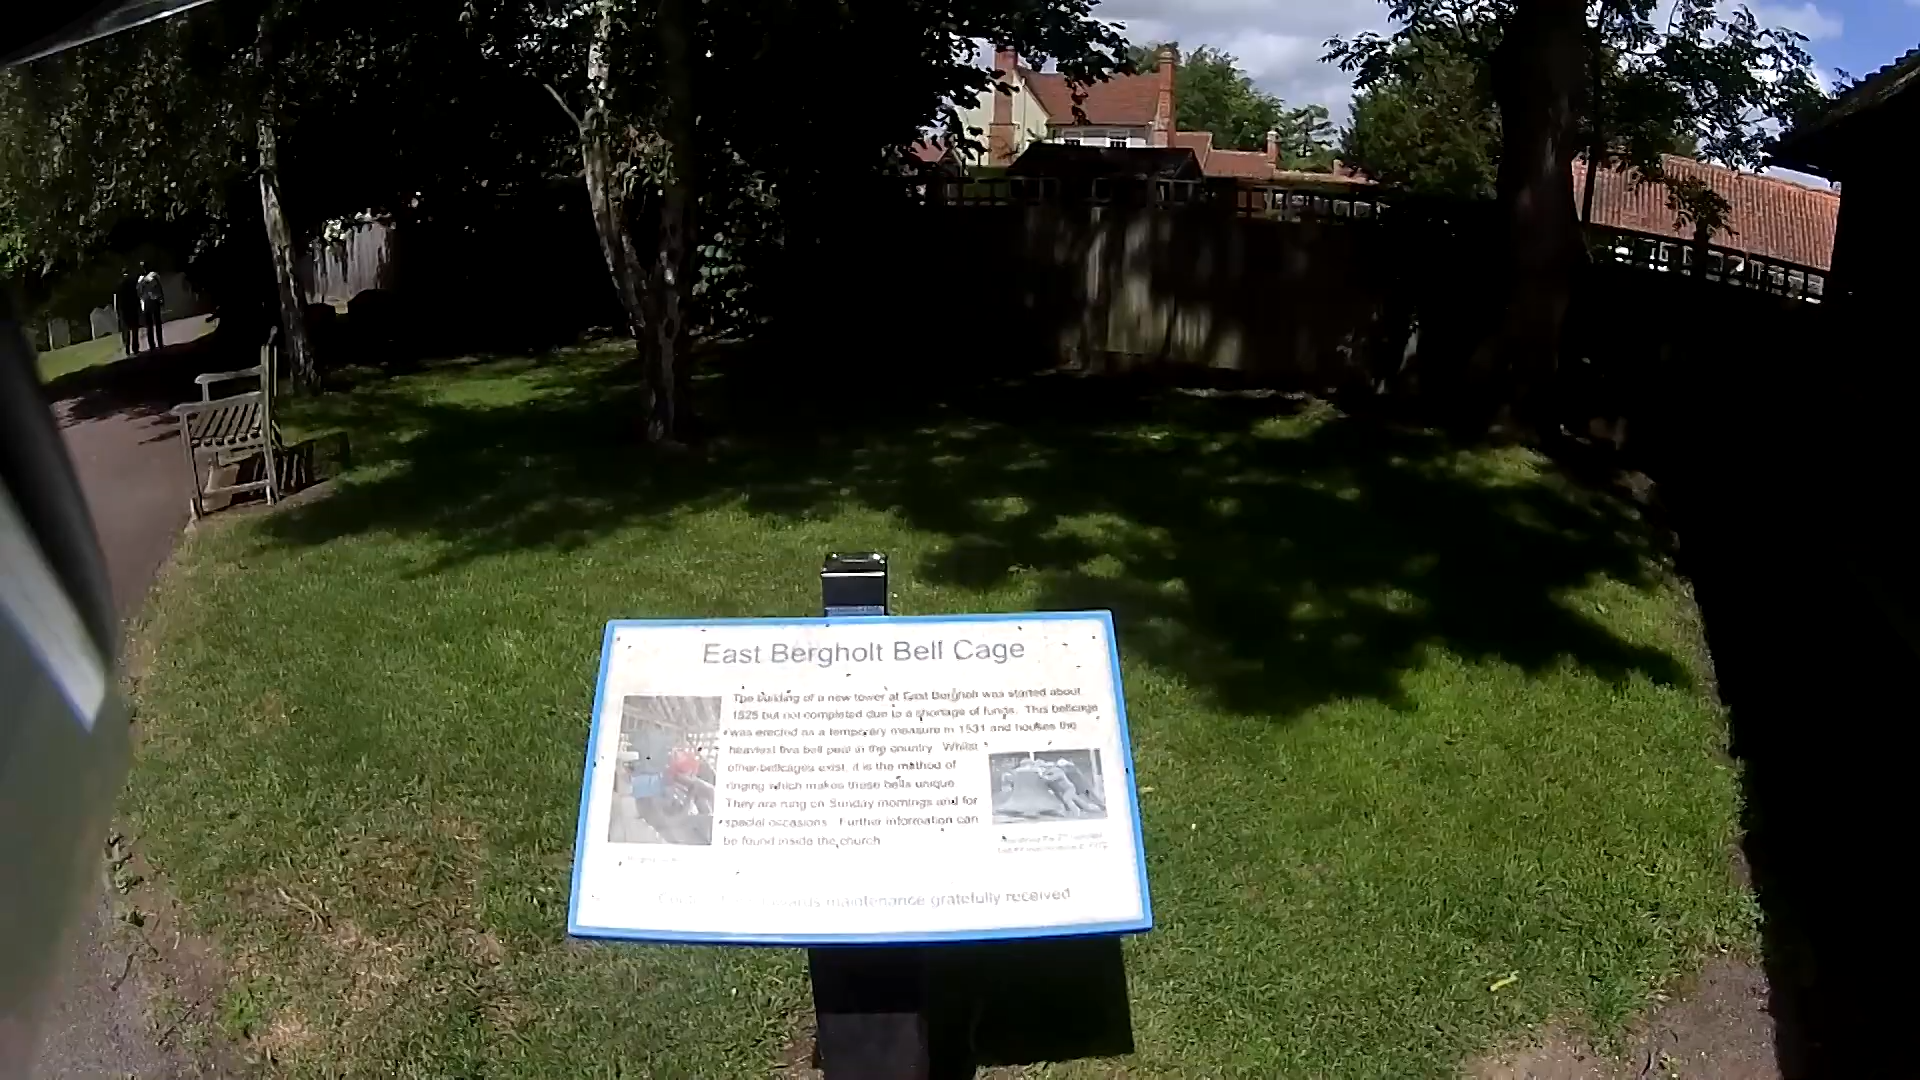 East Bergholt Bell Cage
The building of a new tower at East Bergholt was started about
1525 but not completed due to a shortage of funds. This bellcage
was erected as a temporary measure in 1531 and houses the
heaviest five bell peal in the country. Whilst
other bellcages exist, it is the method of
ringing which makes these bells unique.
They are rung on Sunday mornings and for
special occasions. Further information can
be found inside the church.
towards maintenance gratefully received